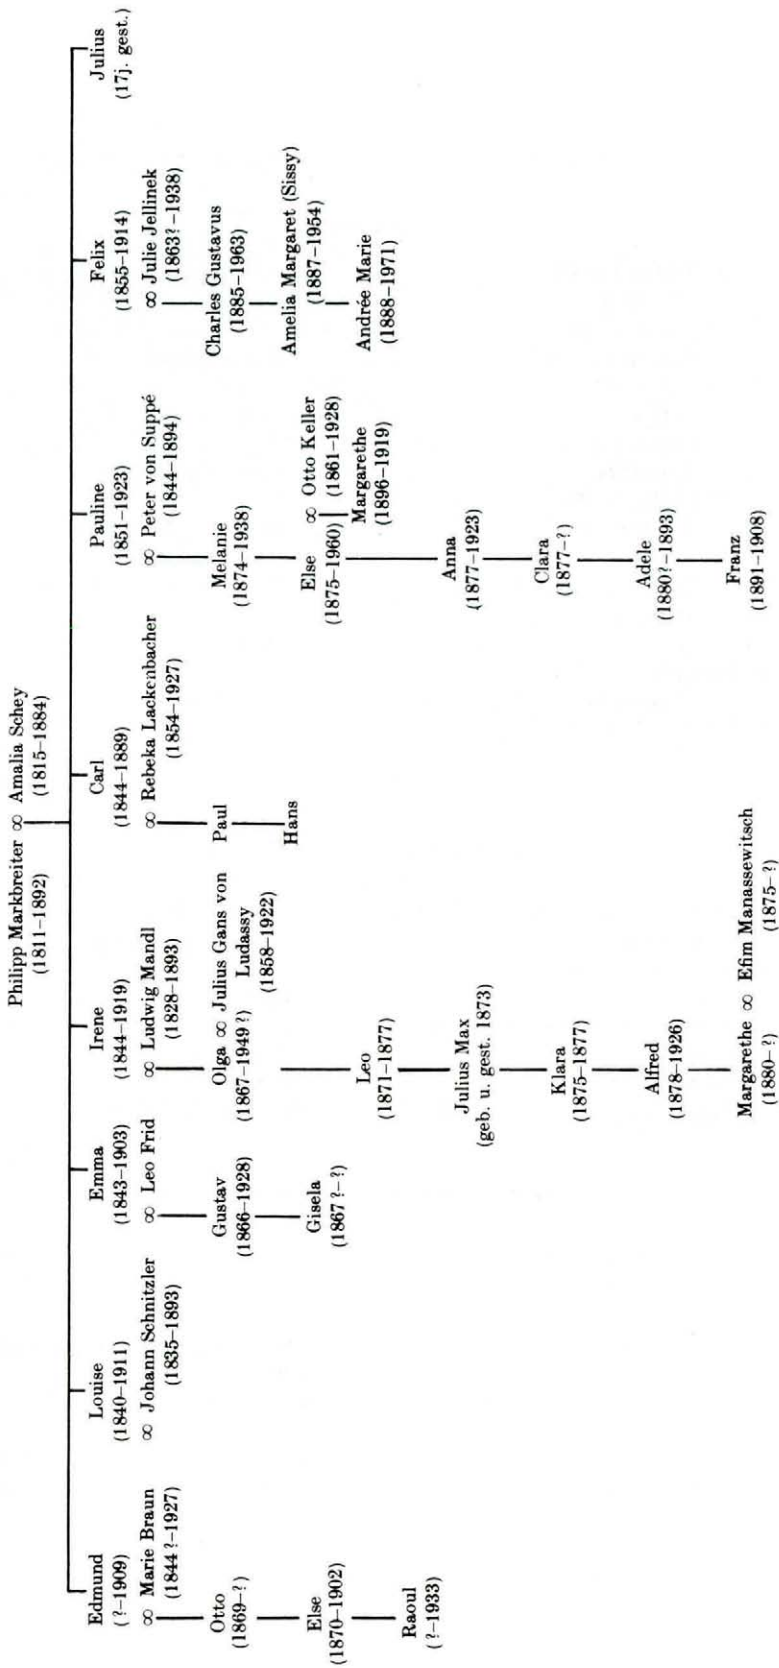 Philipp Markbreiter ∞ Amalia Schey
(1811–1892)
(1815–1884)
Edmund
(?–1909)
∞ Marie Braun
(1844?–1927)
Otto
(1869–?)
Else
(1870–1902)
Raoul
(?–1933)
Louise
(1840–1911)
∞ Johann Schnitzler
(1835–1893)
Emma
(1843–1903)
∞ Leo Frid
Gustav
(1866–1928)
Gisela
(1867?–?)
Irene
(1844–1919)
∞ Ludwig Mandl
(1828–1893)
Olga ∞ Julius Gans von
(1867–1949?)
Ludassy
(1858–1922)
Leo
(1871–1877)
Julius Max
(geb. u. gest. 1873)
Klara
(1875–1877)
Alfred
(1878–1926)
Margarethe ∞ Efim Manassewitsch
(1880–?)
(1875–?)
Carl
(1844–1889)
∞ Rebeka Lackenbacher
(1854–1927)
Paul
Hans
Pauline
(1851–1923)
∞ Peter von Suppé
(1844–1894)
Melanie
(1874–1938)
Else ∞ Otto Keller
(1875–1960)
(1861–1928)
Margarethe
(1896–1919)
Anna
(1877–1923)
Clara
(1877–?)
Adele
(1880?–1893)
Franz
(1891–1908)
Felix
(1855–1914)
∞ Julie Jellinek
(1863?–1938)
Charles Gustavus
(1885–1963)
Amelia Margaret (Sissy)
(1887–1954)
Andrée Marie
(1888–1971)
Julius
(17j. gest.)